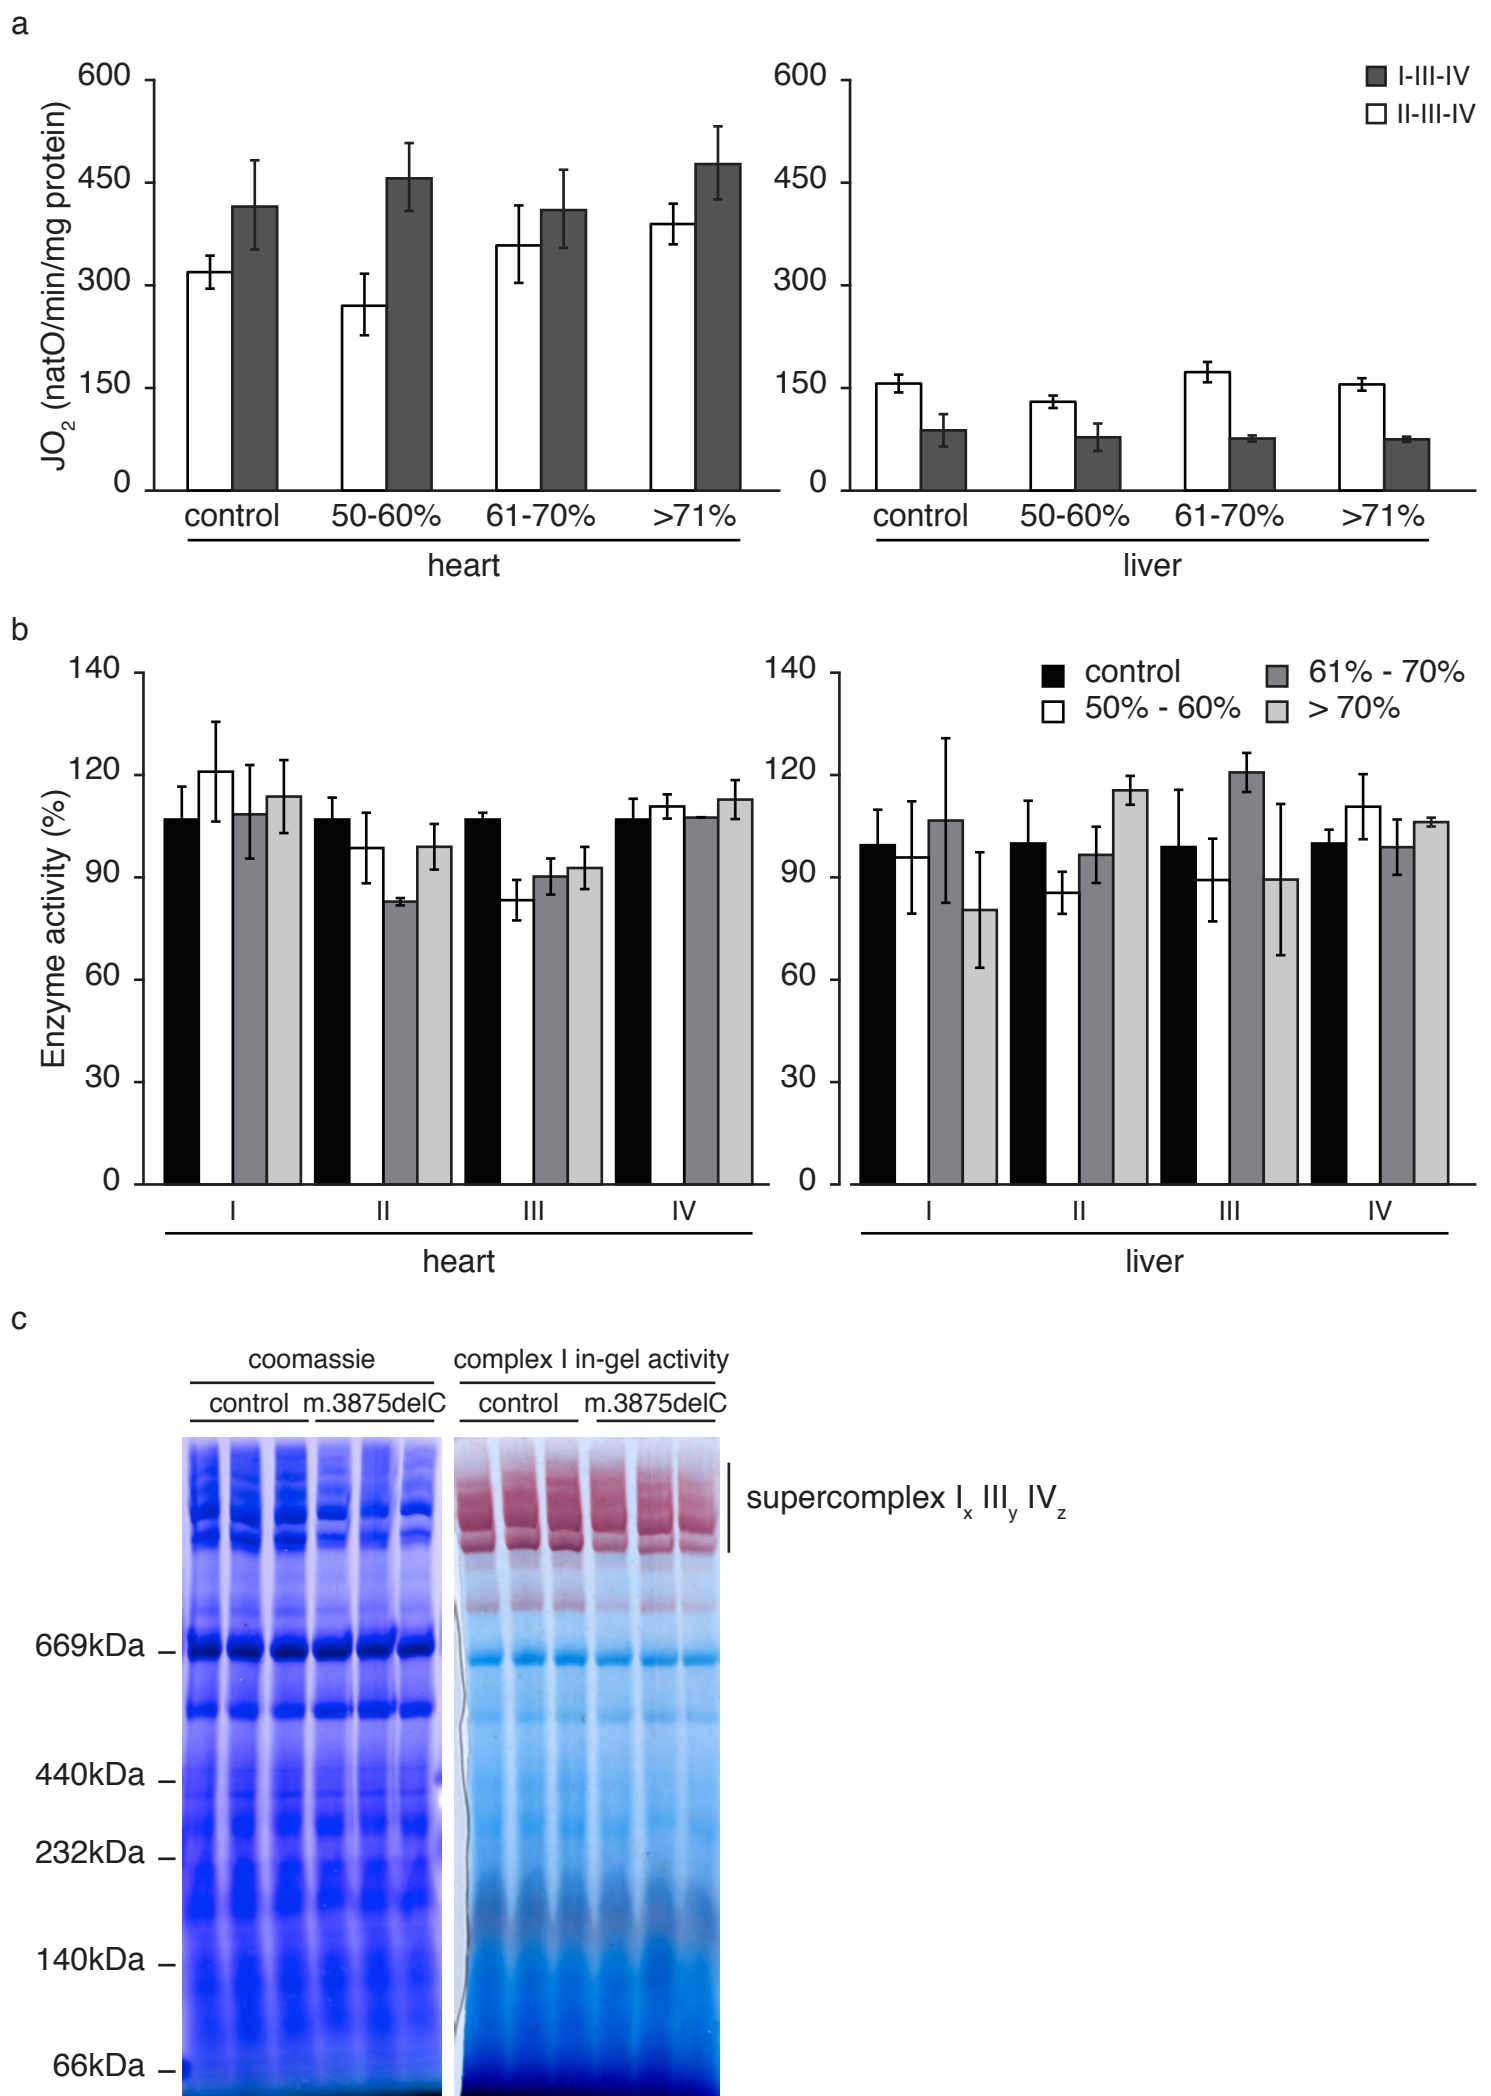 a
600
450
300
150
0
JO2 (natO/min/mg protein)
control 50-60% 61-70% >71%
heart
600
450
300
150
0
control 50-60% 61-70% >71%
liver
I-III-IV
II-III-IV
b
140
120
90
60
30
0
Enzyme activity (%)
I II III IV
heart
140
120
90
60
30
0
control 61% - 70%
50% - 60% > 70%
I II III IV
liver
c
coomassie complex I in-gel activity
control m.3875delC control m.3875delC
supercomplex Ix IIIy IVz
669kDa
440kDa
232kDa
140kDa
66kDa